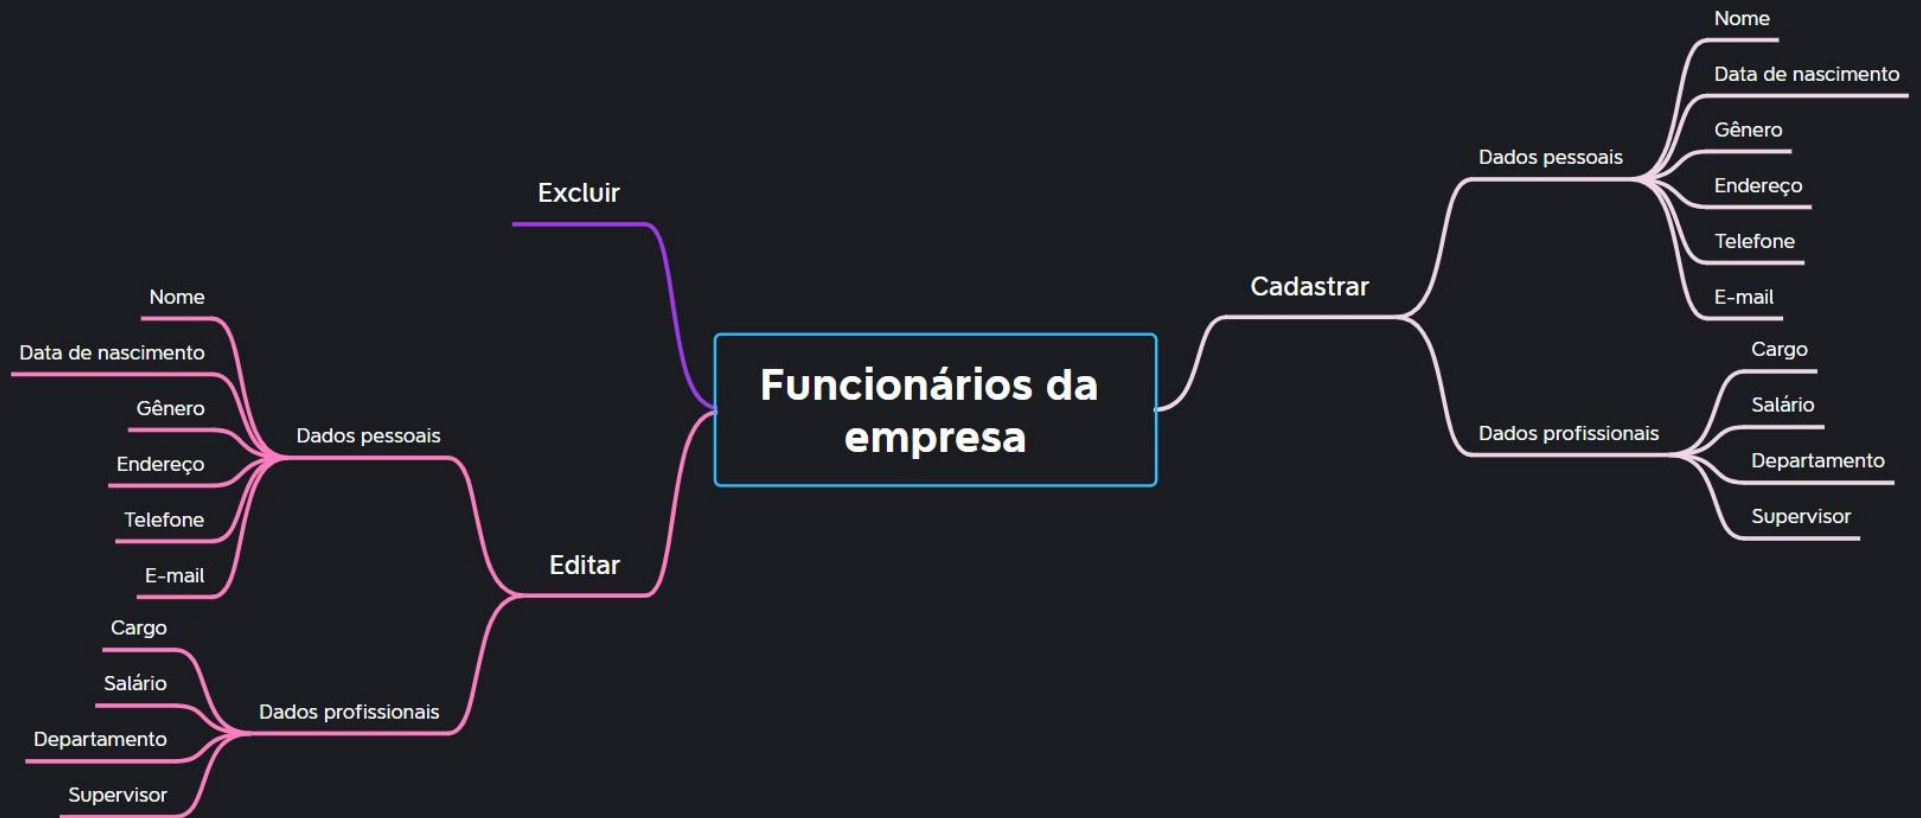 Funcionários da
empresa
Cadastrar
Dados pessoais
Nome
Data de nascimento
Gênero
Endereço
Telefone
E-mail
Dados profissionais
Cargo
Salário
Departamento
Supervisor
Excluir
Editar
Dados pessoais
Nome
Data de nascimento
Gênero
Endereço
Telefone
E-mail
Dados profissionais
Cargo
Salário
Departamento
Supervisor